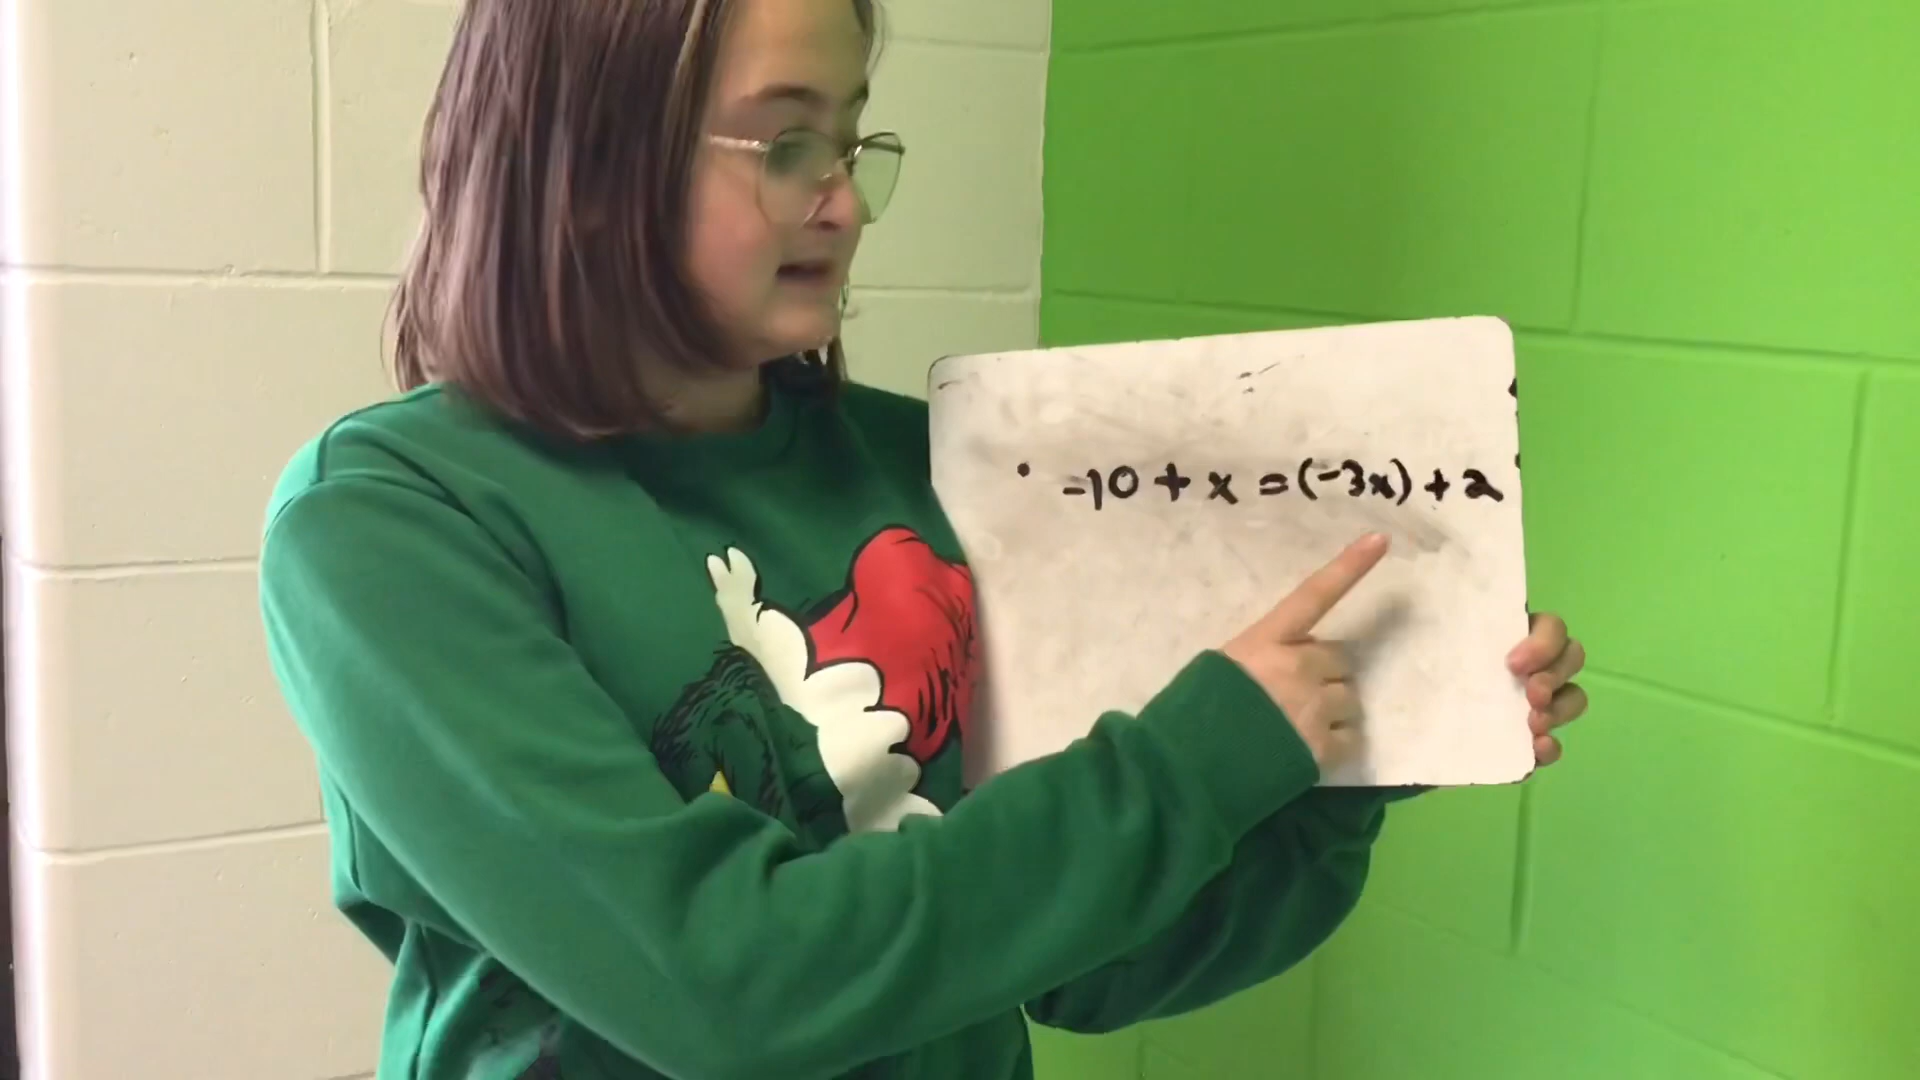 • -10 + x = (-3x) + 2